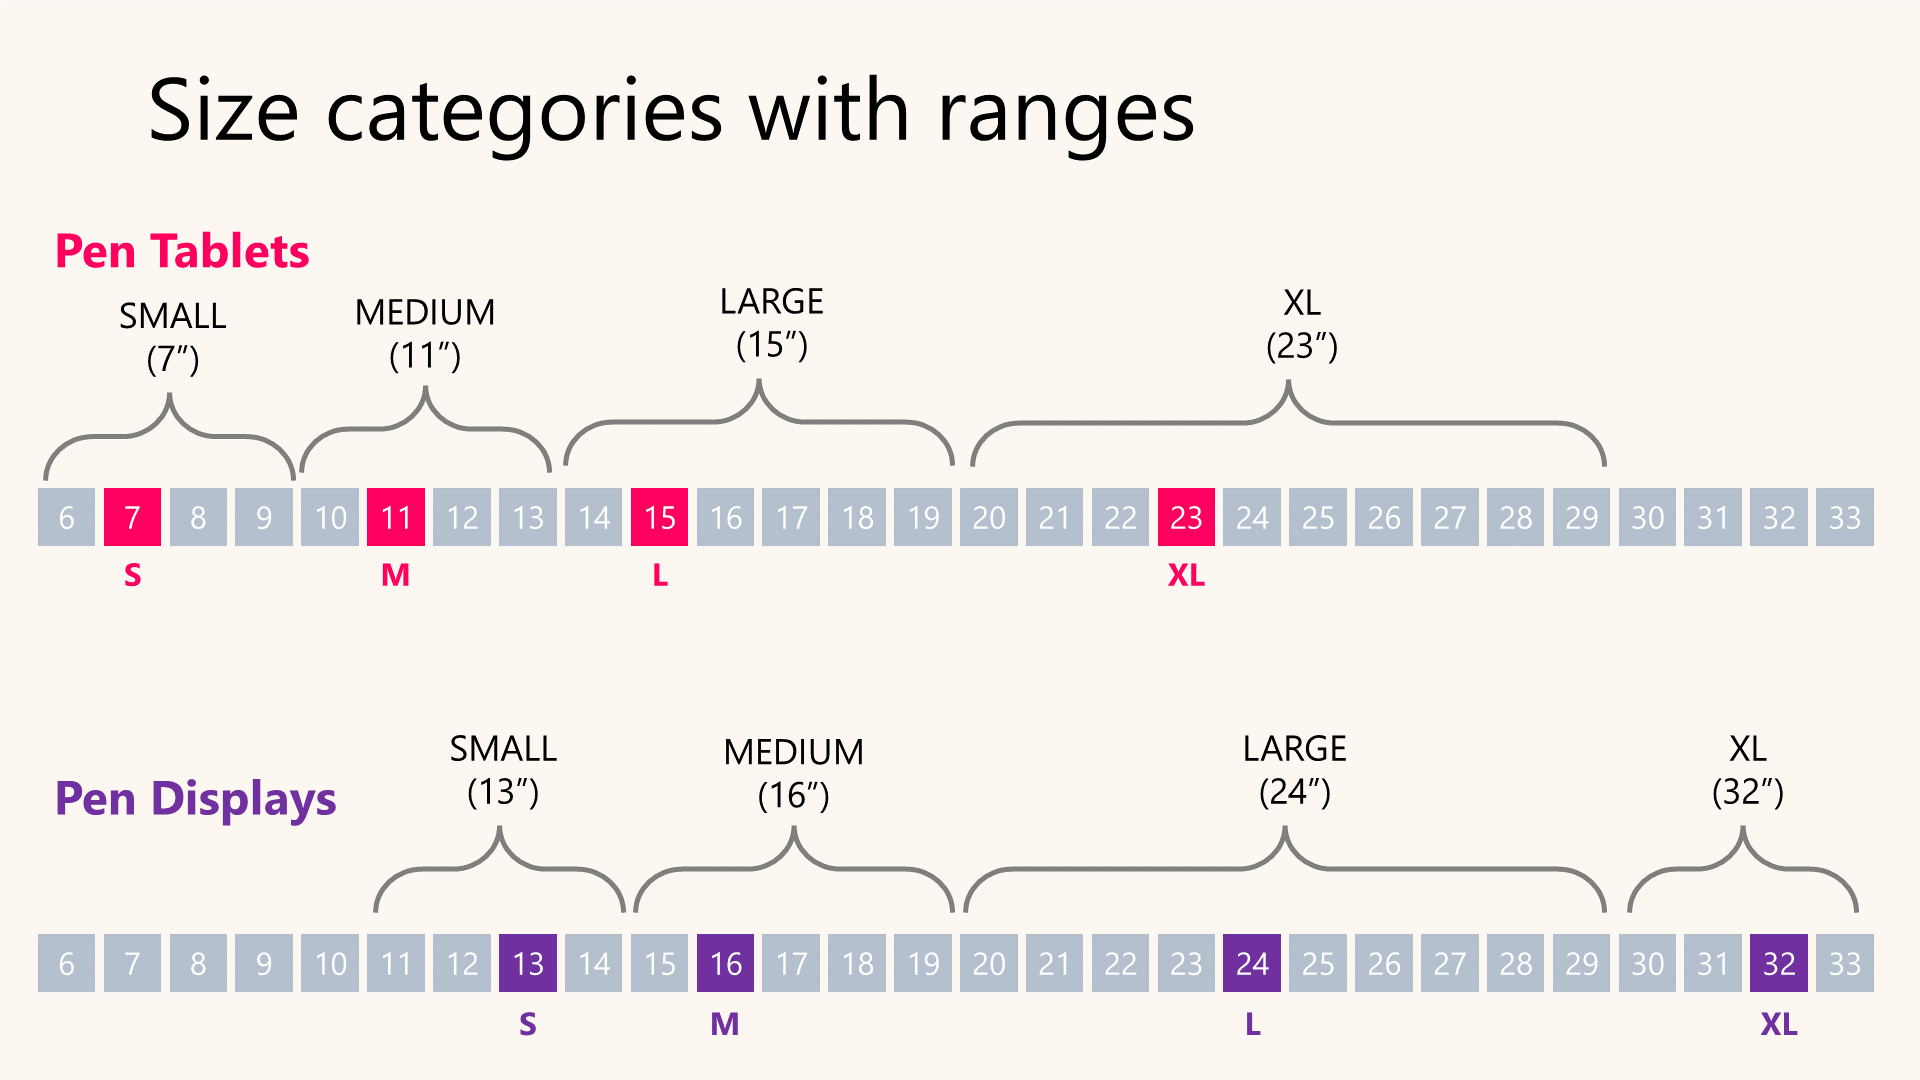 Size categories with ranges
Pen Tablets
SMALL
(7”)
MEDIUM
(11”)
LARGE
(15”)
XL
(23”)
6 7 8 9 10 11 12 13 14 15 16 17 18 19 20 21 22 23 24 25 26 27 28 29 30 31 32 33
S M L XL
Pen Displays
SMALL
(13”)
MEDIUM
(16”)
LARGE
(24”)
XL
(32”)
6 7 8 9 10 11 12 13 14 15 16 17 18 19 20 21 22 23 24 25 26 27 28 29 30 31 32 33
S M L XL